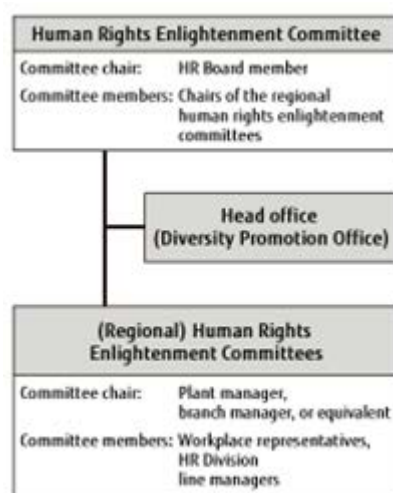 Human Rights Enlightenment Committee
Committee chair: HR Board member
Committee members: Chairs of the regional
human rights enlightenment
committees
Head office
(Diversity Promotion Office)
(Regional) Human Rights
Enlightenment Committees
Committee chair: Plant manager,
branch manager, or equivalent
Committee members: Workplace representatives,
HR Division
line managers